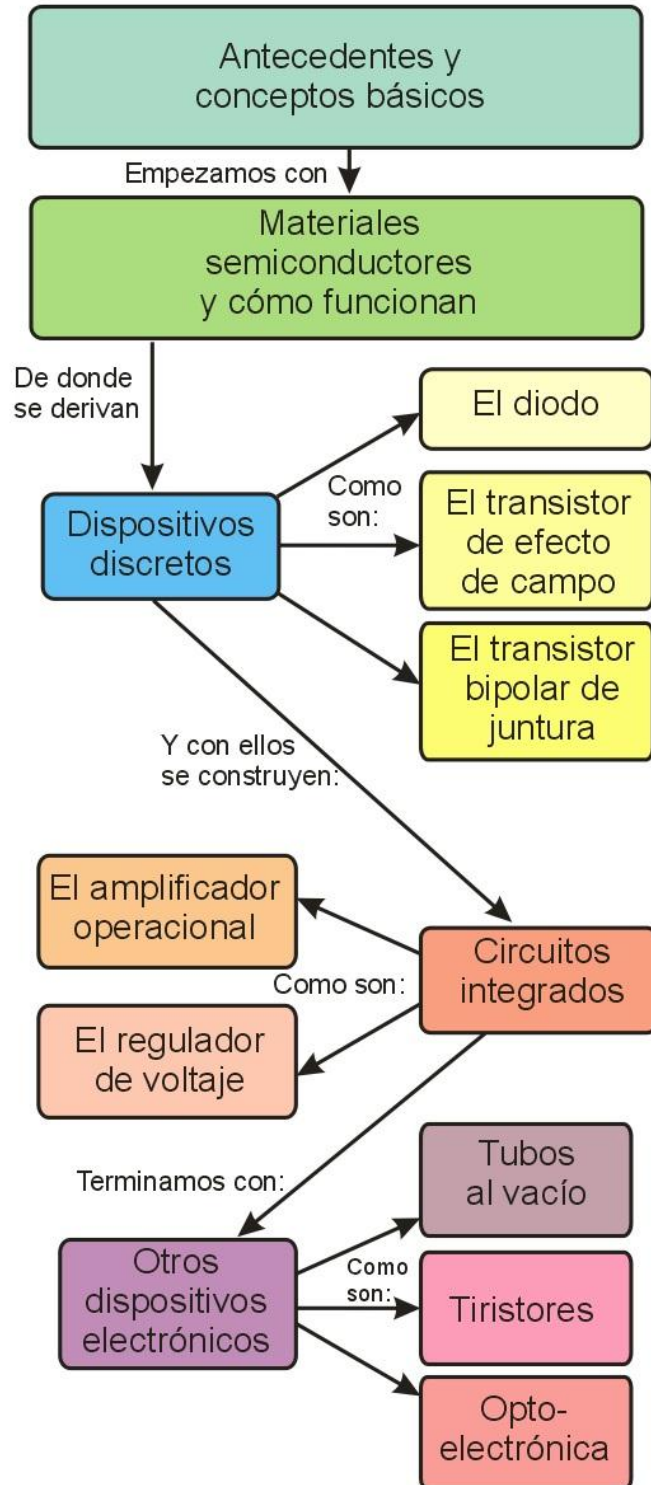 Antecedentes y
conceptos básicos
Empezamos con
Materiales
semiconductores
y cómo funcionan
De donde
se derivan
El diodo
Dispositivos
discretos
Como
son:
El transistor
de efecto
de campo
El transistor
bipolar de
juntura
Y con ellos
se construyen:
El amplificador
operacional
Circuitos
integrados
Como son:
El regulador
de voltaje
Terminamos con:
Tubos
al vacío
Otros
dispositivos
electrónicos
Como
son:
Tiristores
Opto-
electrónica